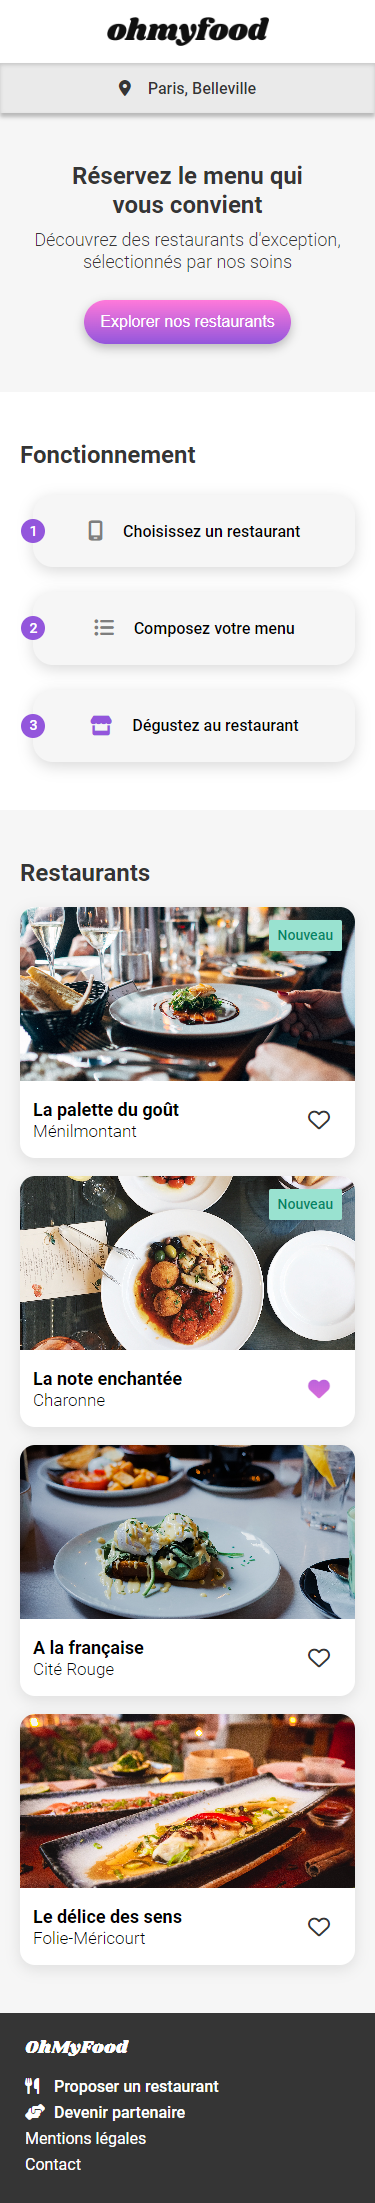 ohmyfood
Paris, Belleville
Réservez le menu qui
vous convient
Découvrez des restaurants d'exception,
sélectionnés par nos soins
Explorer nos restaurants
Fonctionnement
1 Choisissez un restaurant
2 Composez votre menu
3 Dégustez au restaurant
Restaurants
Nouveau
La palette du goût
Ménilmontant
Nouveau
La note enchantée
Charonne
A la française
Cité Rouge
Le délice des sens
Folie-Méricourt
OhMyFood
Proposer un restaurant
Devenir partenaire
Mentions légales
Contact